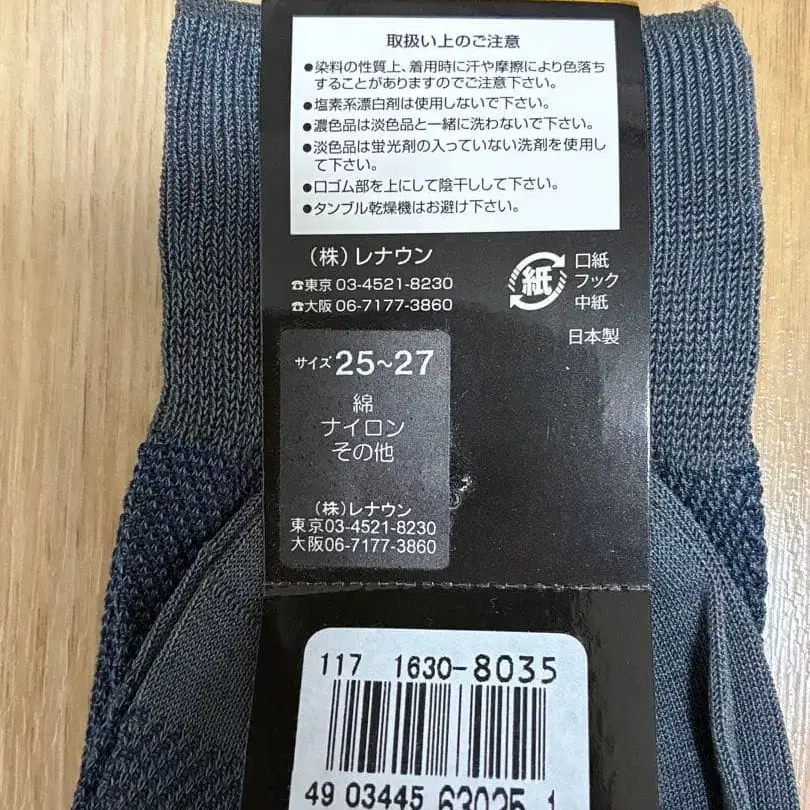 取扱い上のご注意
●染料の性質上、着用時に汗や摩擦により色落ち
することがありますのでご注意下さい。
●塩素系漂白剤は使用しないで下さい。
●濃色品は淡色品と一緒に洗わないで下さい。
●淡色品は蛍光剤の入っていない洗剤を使用し
て下さい。
●口ゴム部を上にして陰干しして下さい。
●タンブル乾燥機はお避け下さい。
(株)レナウン
☎東京 03-4521-8230
☎大阪 06-7177-3860
紙
口紙
フック
中紙
日本製
サイズ 25~27
綿
ナイロン
その他
(株)レナウン
東京03-4521-8230
大阪06-7177-3860
117 1630-8035
49 03445 63025 1